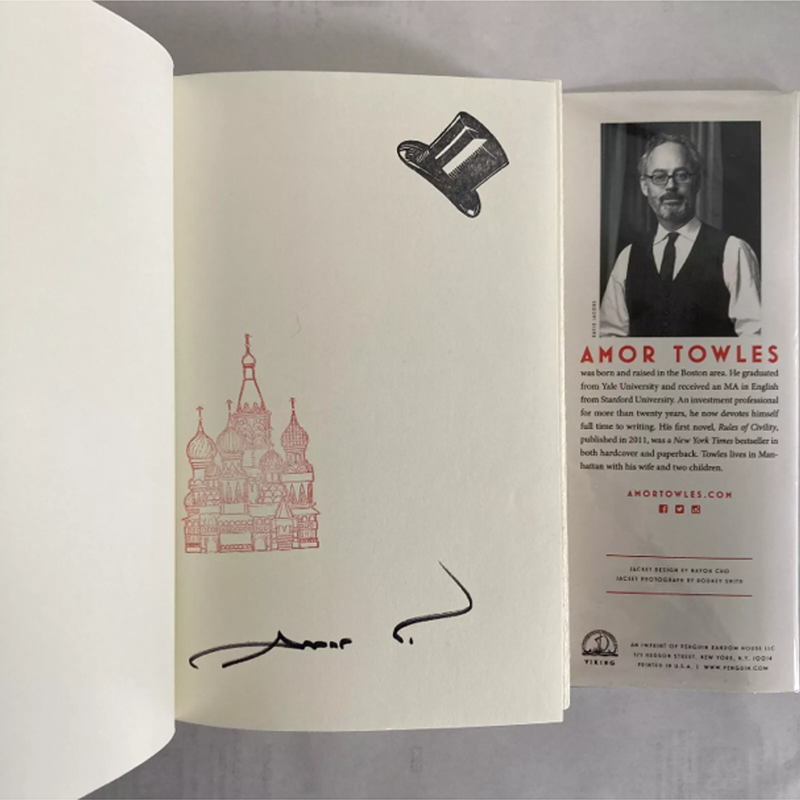 Amor T.
DAVID JACOBS
AMOR TOWLES
was born and raised in the Boston area. He graduated
from Yale University and received an MA in English
from Stanford University. An investment professional
for more than twenty years, he now devotes himself
full time to writing. His first novel, Rules of Civility,
published in 2011, was a New York Times bestseller in
both hardcover and paperback. Towles lives in Man-
hattan with his wife and two children.
AMORTOWLES.COM
JACKET DESIGN BY NAYON CHO
JACKET PHOTOGRAPH BY RODNEY SMITH
VIKING
AN IMPRINT OF PENGUIN RANDOM HOUSE LLC
375 HUDSON STREET, NEW YORK, N.Y. 10014
PRINTED IN U.S.A. | WWW.PENGUIN.COM